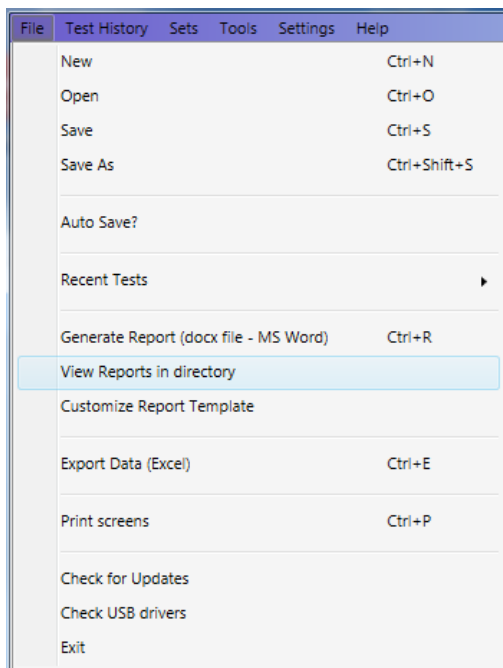 File Test History Sets Tools Settings Help
New Ctrl+N
Open Ctrl+O
Save Ctrl+S
Save As Ctrl+Shift+S
Auto Save?
Recent Tests
Generate Report (docx file - MS Word) Ctrl+R
View Reports in directory
Customize Report Template
Export Data (Excel) Ctrl+E
Print screens Ctrl+P
Check for Updates
Check USB drivers
Exit